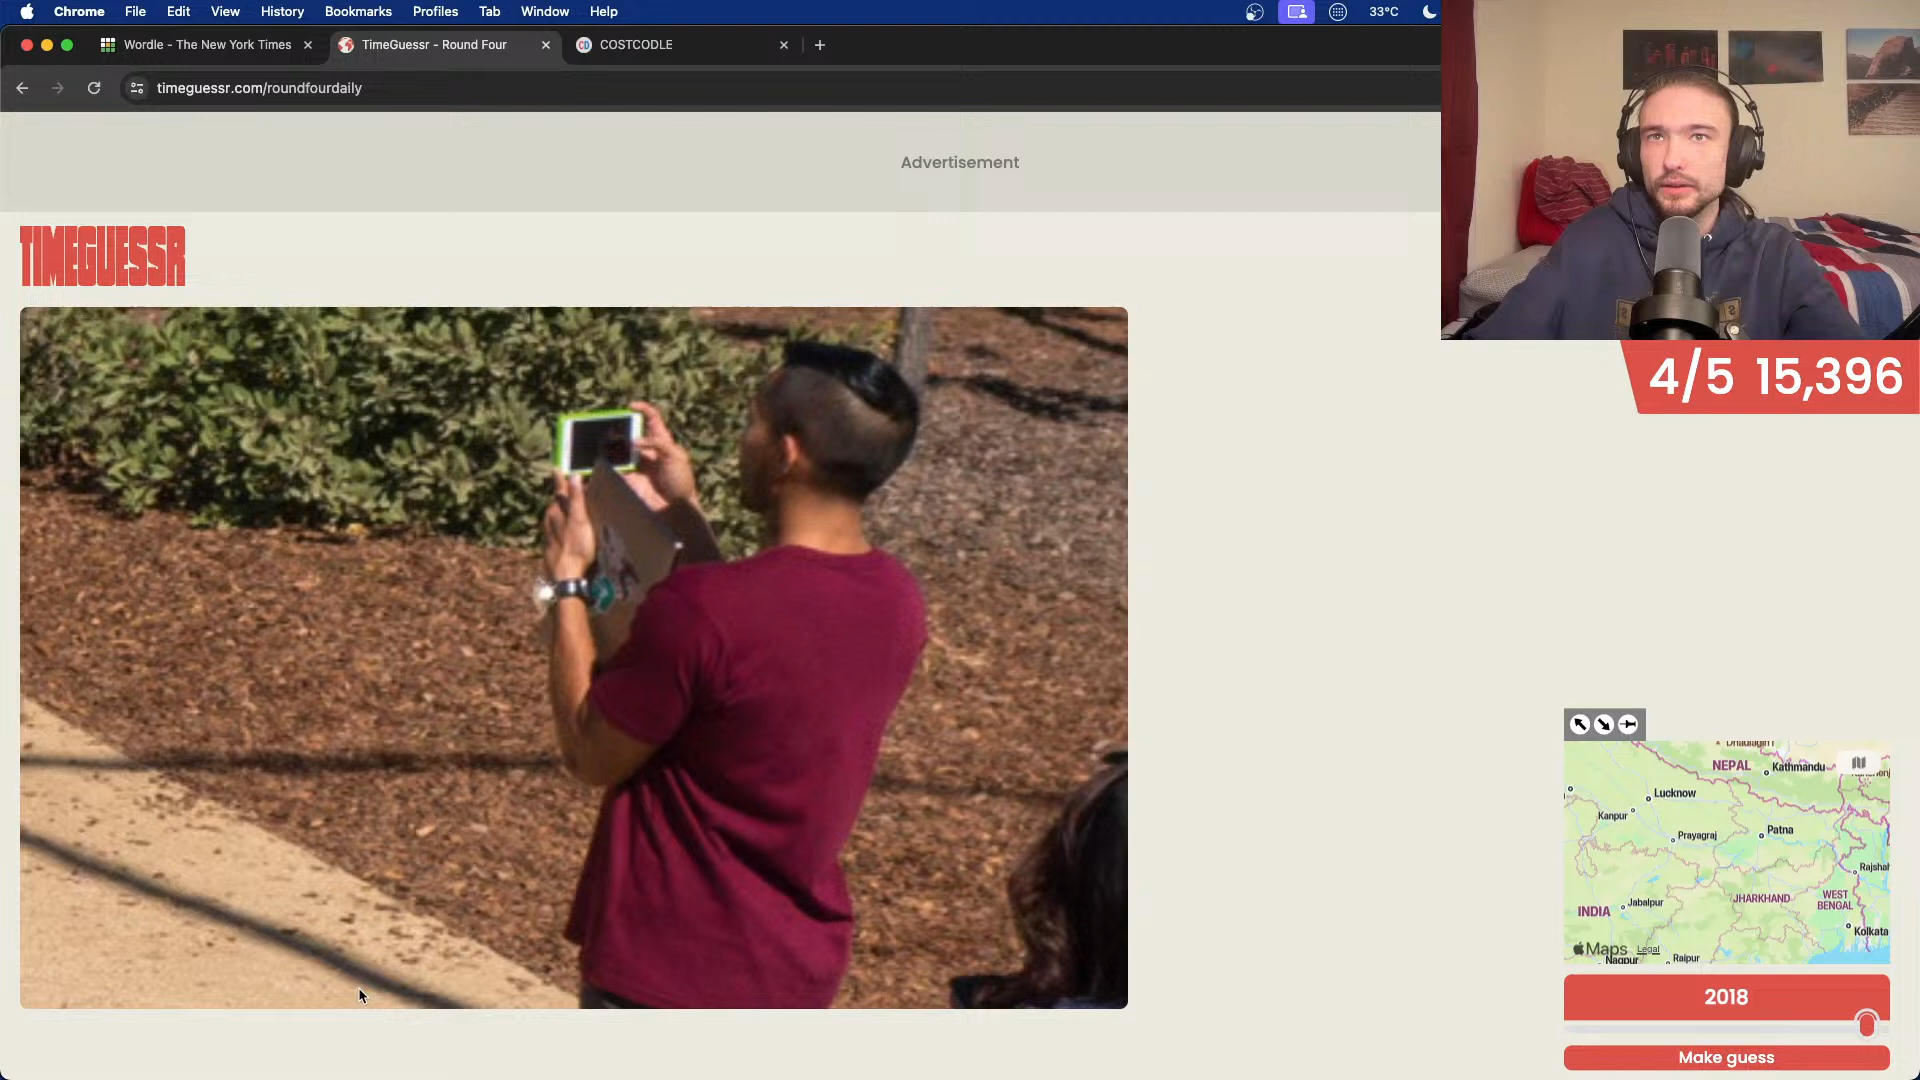 Chrome File Edit View History Bookmarks Profiles Tab Window Help 33°C
Wordle - The New York Times TimeGuessr - Round Four CD COSTCODLE
timeguessr.com/roundfourdaily
Advertisement
TIMEGUESSR
4/5 15,396
NEPAL Kathmandu
Lucknow
Kanpur
Prayagraj Patna
Rajshah
JHARKHAND WEST BENGAL
INDIA Jabalpur
Kolkata
Maps Legal
Nagpur Raipur
2018
Make guess